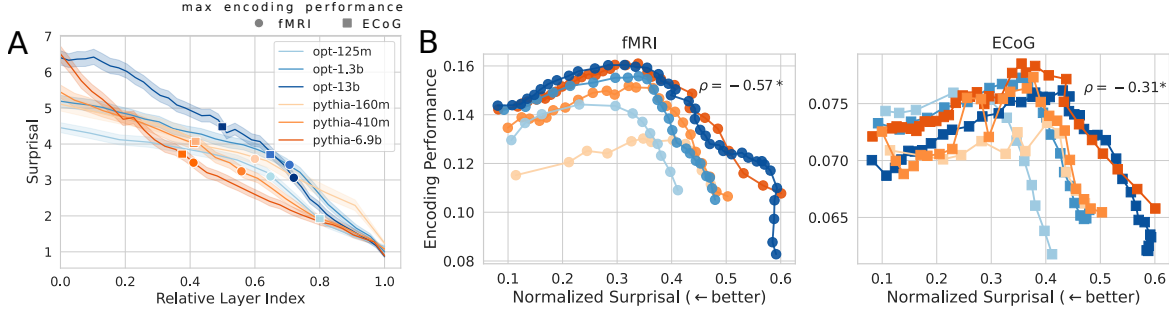 max encoding performance
fMRI ECoG
A
7
6
5
4
3
2
1
Surprisal
opt-125m
opt-1.3b
opt-13b
pythia-160m
pythia-410m
pythia-6.9b
0.0 0.2 0.4 0.6 0.8 1.0
Relative Layer Index
B
fMRI
0.16
0.14
0.12
0.10
0.08
Encoding Performance
ρ = −0.57*
0.1 0.2 0.3 0.4 0.5 0.6
Normalized Surprisal (←better)
ECoG
0.075
0.070
0.065
ρ = −0.31*
0.1 0.2 0.3 0.4 0.5 0.6
Normalized Surprisal (←better)